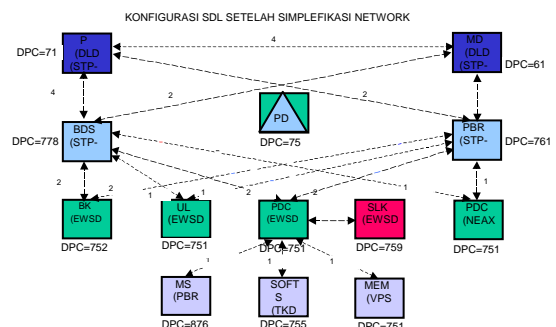 KONFIGURASI SDL SETELAH SIMPLEFIKASI NETWORK
P
(DLD
(STP-
DPC=71
4
MD
(DLD
(STP-
DPC=61
4
2
2
BDS
(STP-
DPC=778
PD
DPC=75
PBR
(STP-
DPC=761
2
2
1
1
2
2
1
1
BK
(EWSD
DPC=752
UL
(EWSD
DPC=751
PDC
(EWSD
DPC=751
SLK
(EWSD
DPC=759
PDC
(NEAX
DPC=751
1
1
1
MS
(PBR
DPC=876
SOFT
S
(TKD
DPC=755
MEM
(VPS
DPC=751